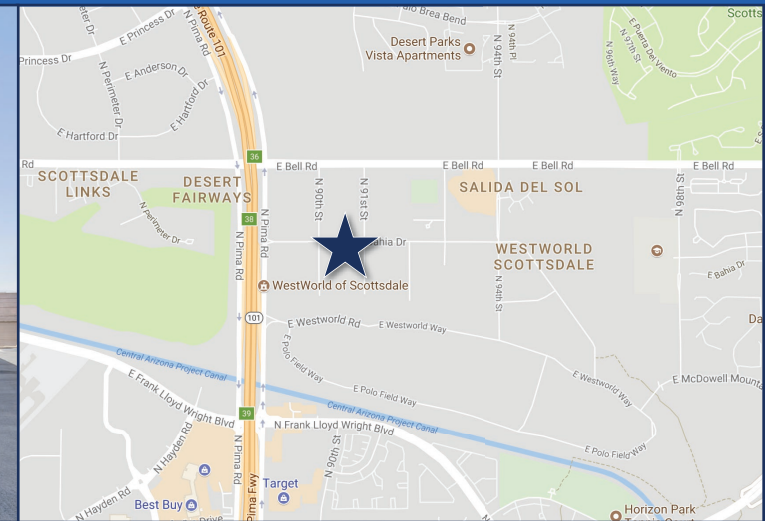 Route 101
N Pima Rd
E Princess Dr
Princess Dr
E Anderson Dr
N Perimeter Dr
E Hartford Dr
E Hartford Dr
Brea Bend
Desert Parks
Vista Apartments
N 94th Pl
N 94th St
N 96th Way
N 97th St
E Puerta Del Viento
Scotts
36
Rd
E Bell Rd
E Bell Rd
E Bell Rd
E Bell Rd
SCOTTSDALE
LINKS
DESERT
FAIRWAYS
N Perimeter Dr
38
N Pima Rd
N Pima Rd
N 90th St
N 91st St
ahia Dr
SALIDA DEL SOL
N 94th St
WESTWORLD
SCOTTSDALE
N 98th St
E Bahia Dr
WestWorld of Scottsdale
101
E Westworld Rd
E Westworld Way
Da
Central Arizona Project Canal
E Polo Field Way
E Polo Field Way
E Westworld Way
E McDowell Mounta
E Frank Lloyd Wright Blvd
39
Central Arizona Project Canal
N Frank Lloyd Wright Blvd
E Polo Field Way
N Hayden Rd
N Pima Rd
N 90th St
Target
Best Buy
Pima Fwy
N Hayden Rd
Drive
Horizon Park